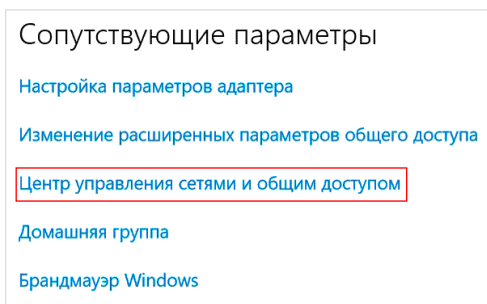 Сопутствующие параметры
Настройка параметров адаптера
Изменение расширенных параметров общего доступа
Центр управления сетями и общим доступом
Домашняя группа
Брандмауэр Windows